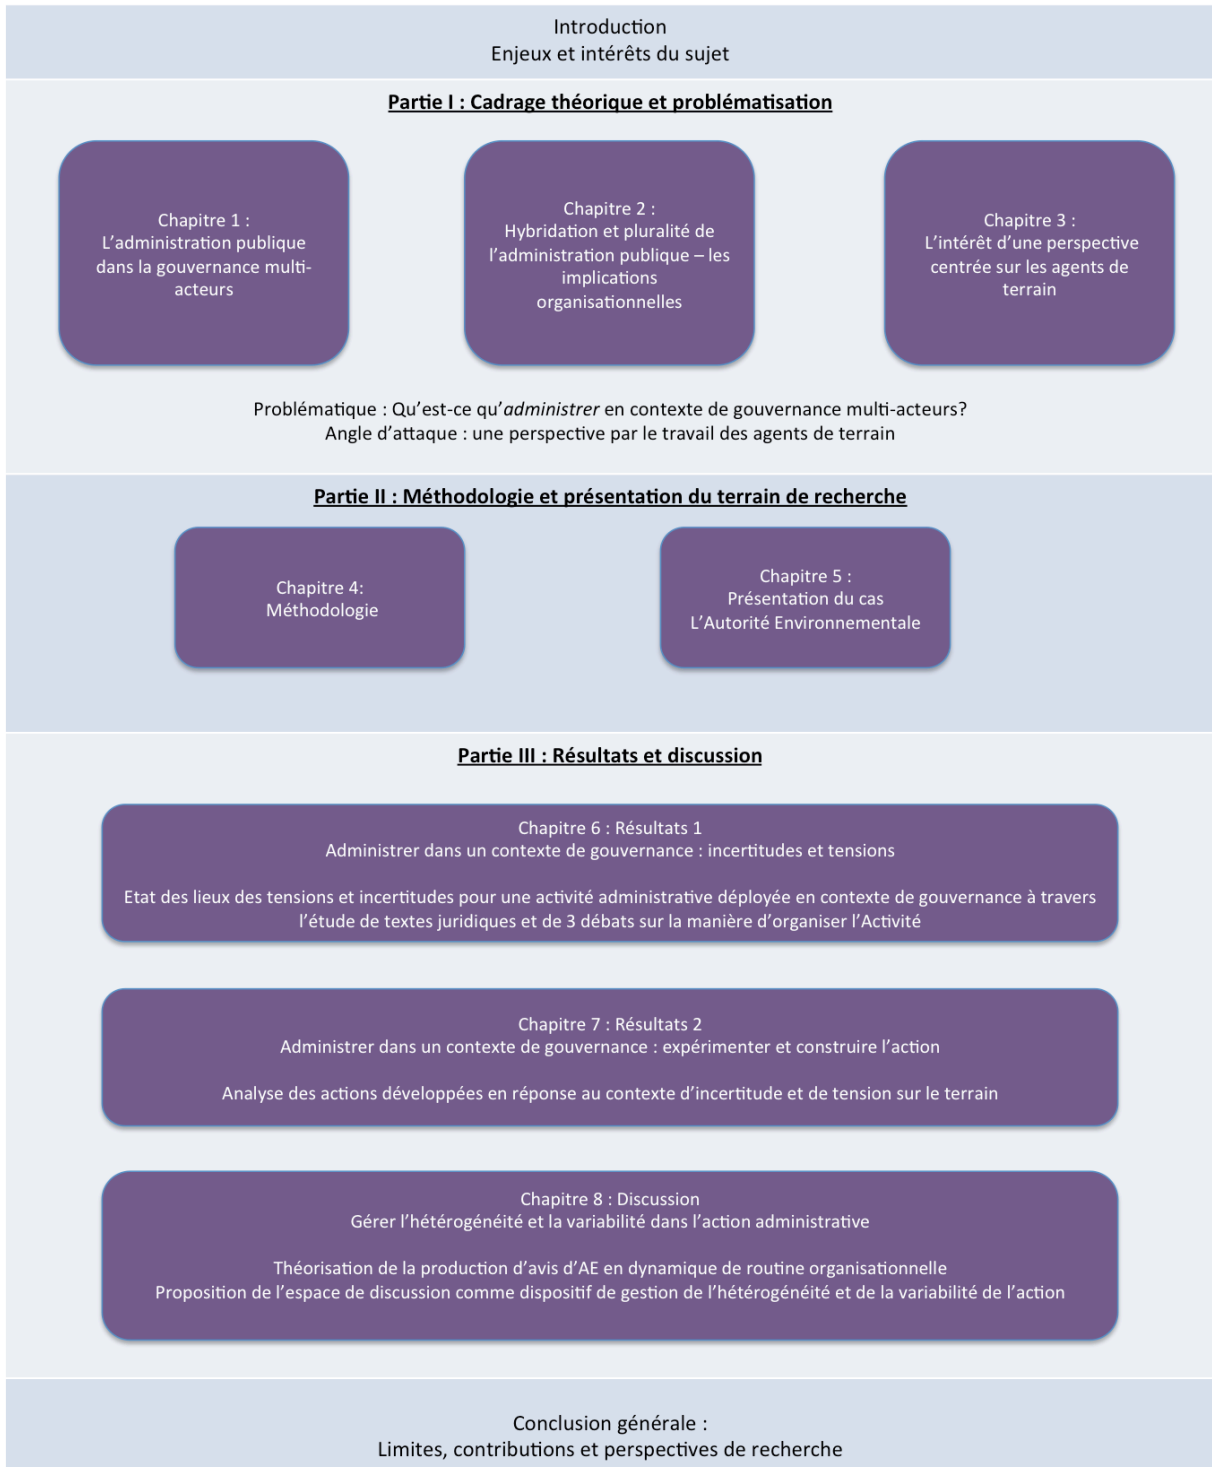 Introduction
Enjeux et intérêts du sujet
Partie I : Cadrage théorique et problématisation
Chapitre 1 :
L’administration publique
dans la gouvernance multi-
acteurs
Chapitre 2 :
Hybridation et pluralité de
l’administration publique – les
implications
organisationnelles
Chapitre 3 :
L’intérêt d’une perspective
centrée sur les agents de
terrain
Problématique : Qu’est-ce qu’administrer en contexte de gouvernance multi-acteurs?
Angle d’attaque : une perspective par le travail des agents de terrain
Partie II : Méthodologie et présentation du terrain de recherche
Chapitre 4:
Méthodologie
Chapitre 5 :
Présentation du cas
L’Autorité Environnementale
Partie III : Résultats et discussion
Chapitre 6 : Résultats 1
Administrer dans un contexte de gouvernance : incertitudes et tensions
Etat des lieux des tensions et incertitudes pour une activité administrative déployée en contexte de gouvernance à travers
l’étude de textes juridiques et de 3 débats sur la manière d’organiser l’Activité
Chapitre 7 : Résultats 2
Administrer dans un contexte de gouvernance : expérimenter et construire l’action
Analyse des actions développées en réponse au contexte d’incertitude et de tension sur le terrain
Chapitre 8 : Discussion
Gérer l’hétérogénéité et la variabilité dans l’action administrative
Théorisation de la production d’avis d’AE en dynamique de routine organisationnelle
Proposition de l’espace de discussion comme dispositif de gestion de l’hétérogénéité et de la variabilité de l’action
Conclusion générale :
Limites, contributions et perspectives de recherche